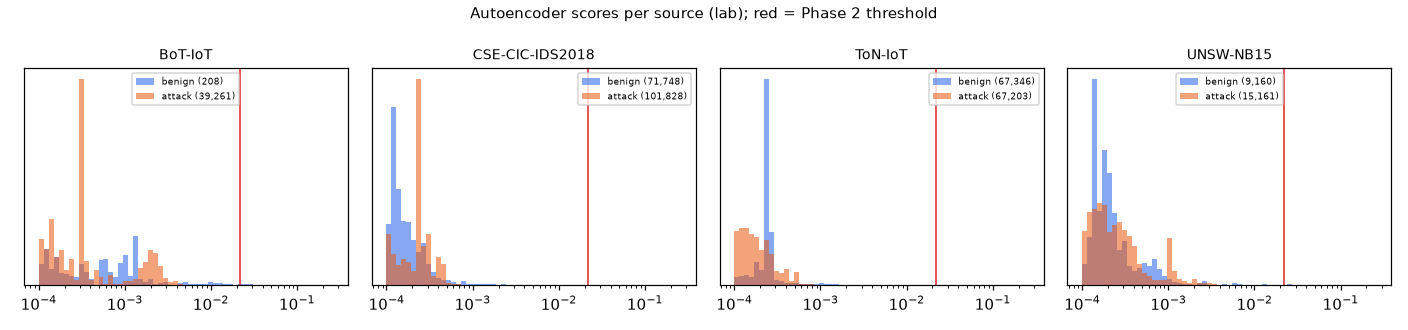 Autoencoder scores per source (lab); red = Phase 2 threshold
BoT-IoT
benign (208)
attack (39,261)
10⁻⁴ 10⁻³ 10⁻² 10⁻¹
CSE-CIC-IDS2018
benign (71,748)
attack (101,828)
10⁻⁴ 10⁻³ 10⁻² 10⁻¹
ToN-IoT
benign (67,346)
attack (67,203)
10⁻⁴ 10⁻³ 10⁻² 10⁻¹
UNSW-NB15
benign (9,160)
attack (15,161)
10⁻⁴ 10⁻³ 10⁻² 10⁻¹